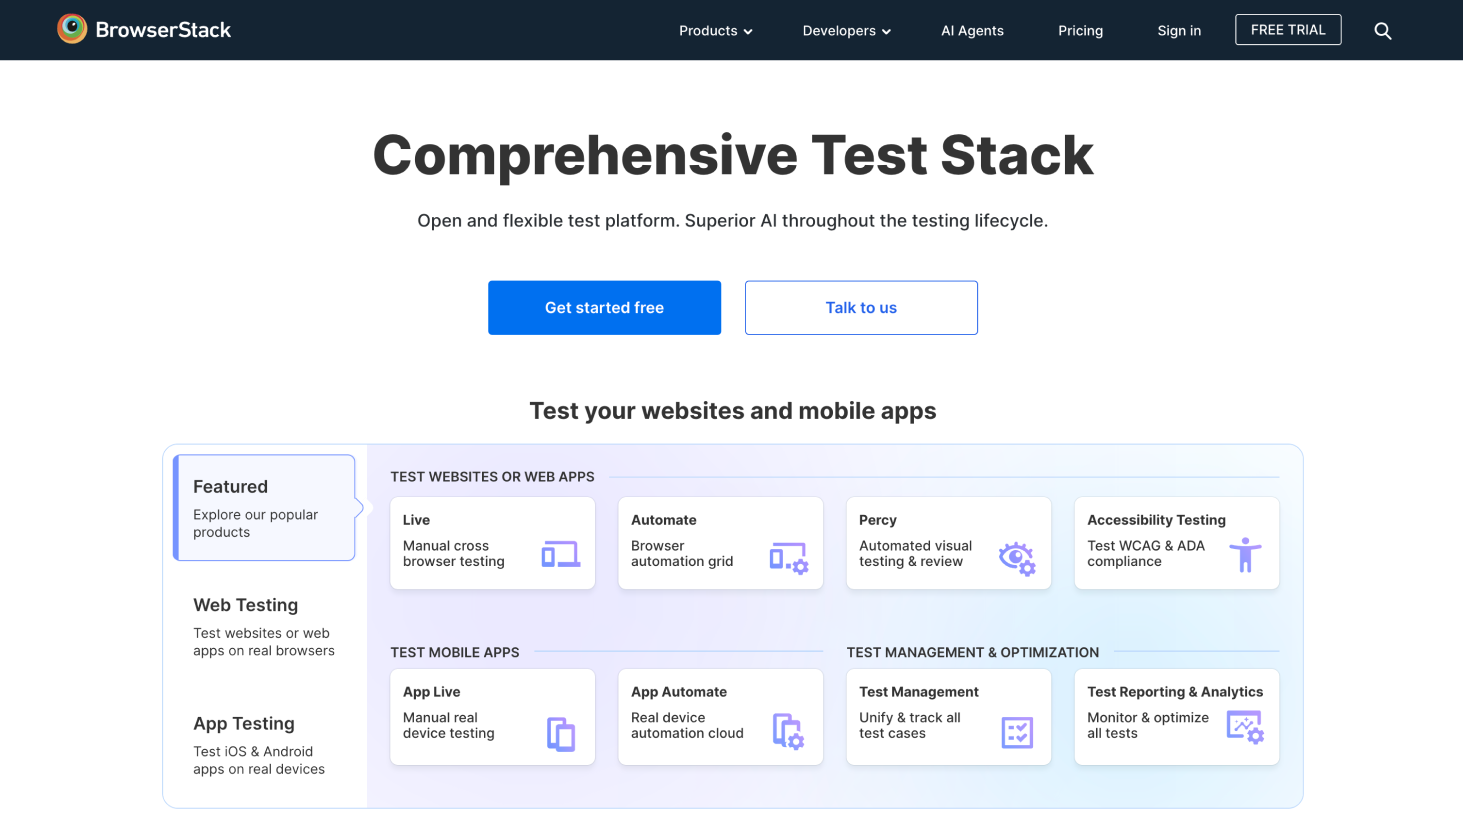 BrowserStack
Products
Developers
AI Agents
Pricing
Sign in
FREE TRIAL
Comprehensive Test Stack
Open and flexible test platform. Superior AI throughout the testing lifecycle.
Get started free
Talk to us
Test your websites and mobile apps
Featured
Explore our popular
products
Web Testing
Test websites or web
apps on real browsers
App Testing
Test iOS & Android
apps on real devices
TEST WEBSITES OR WEB APPS
Live
Manual cross
browser testing
Automate
Browser
automation grid
Percy
Automated visual
testing & review
Accessibility Testing
Test WCAG & ADA
compliance
TEST MOBILE APPS
App Live
Manual real
device testing
App Automate
Real device
automation cloud
TEST MANAGEMENT & OPTIMIZATION
Test Management
Unify & track all
test cases
Test Reporting & Analytics
Monitor & optimize
all tests